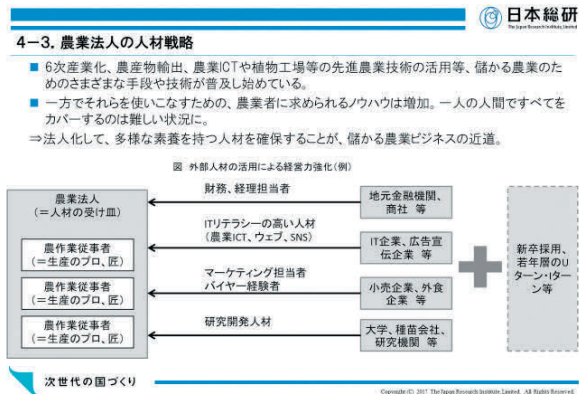 日本総研
The Japan Research Institute, Limited
4－3．農業法人の人材戦略
■ 6次産業化、農産物輸出、農業ICTや植物工場等の先進農業技術の活用等、儲かる農業のた
めのさまざまな手段や技術が普及し始めている。
■ 一方でそれらを使いこなすための、農業者に求められるノウハウは増加。一人の人間ですべてを
カバーするのは難しい状況に。
⇒法人化して、多様な素養を持つ人材を確保することが、儲かる農業ビジネスの近道。
図 外部人材の活用による経営力強化(例)
農業法人
(＝人材の受け皿)
農作業従事者
(＝生産のプロ、匠)
農作業従事者
(＝生産のプロ、匠)
農作業従事者
(＝生産のプロ、匠)
財務、経理担当者
ITリテラシーの高い人材
(農業ICT、ウェブ、SNS)
マーケティング担当者
バイヤー経験者
研究開発人材
地元金融機関、
商社 等
IT企業、広告宣
伝企業 等
小売企業、外食
企業 等
大学、種苗会社、
研究機関 等
新卒採用、
若年層のU
ターン・Iター
ン等
次世代の国づくり
Copyright (C) 2017 The Japan Research Institute, Limited. All Rights Reserved.